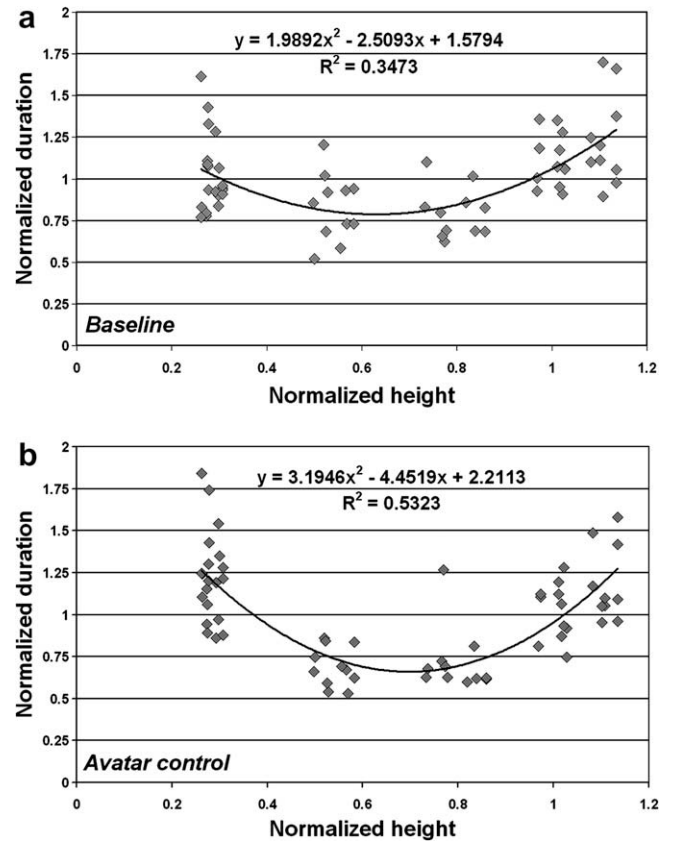 a
2
1.75
1.5
1.25
1
0.75
0.5
0.25
0
Normalized duration
y = 1.9892x² - 2.5093x + 1.5794
R² = 0.3473
Baseline
0 0.2 0.4 0.6 0.8 1 1.2
Normalized height
b
2
1.75
1.5
1.25
1
0.75
0.5
0.25
0
Normalized duration
y = 3.1946x² - 4.4519x + 2.2113
R² = 0.5323
Avatar control
0 0.2 0.4 0.6 0.8 1 1.2
Normalized height